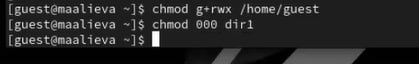 [guest@maalieva ~]$ chmod g+rwx /home/guest
[guest@maalieva ~]$ chmod 000 dir1
[guest@maalieva ~]$